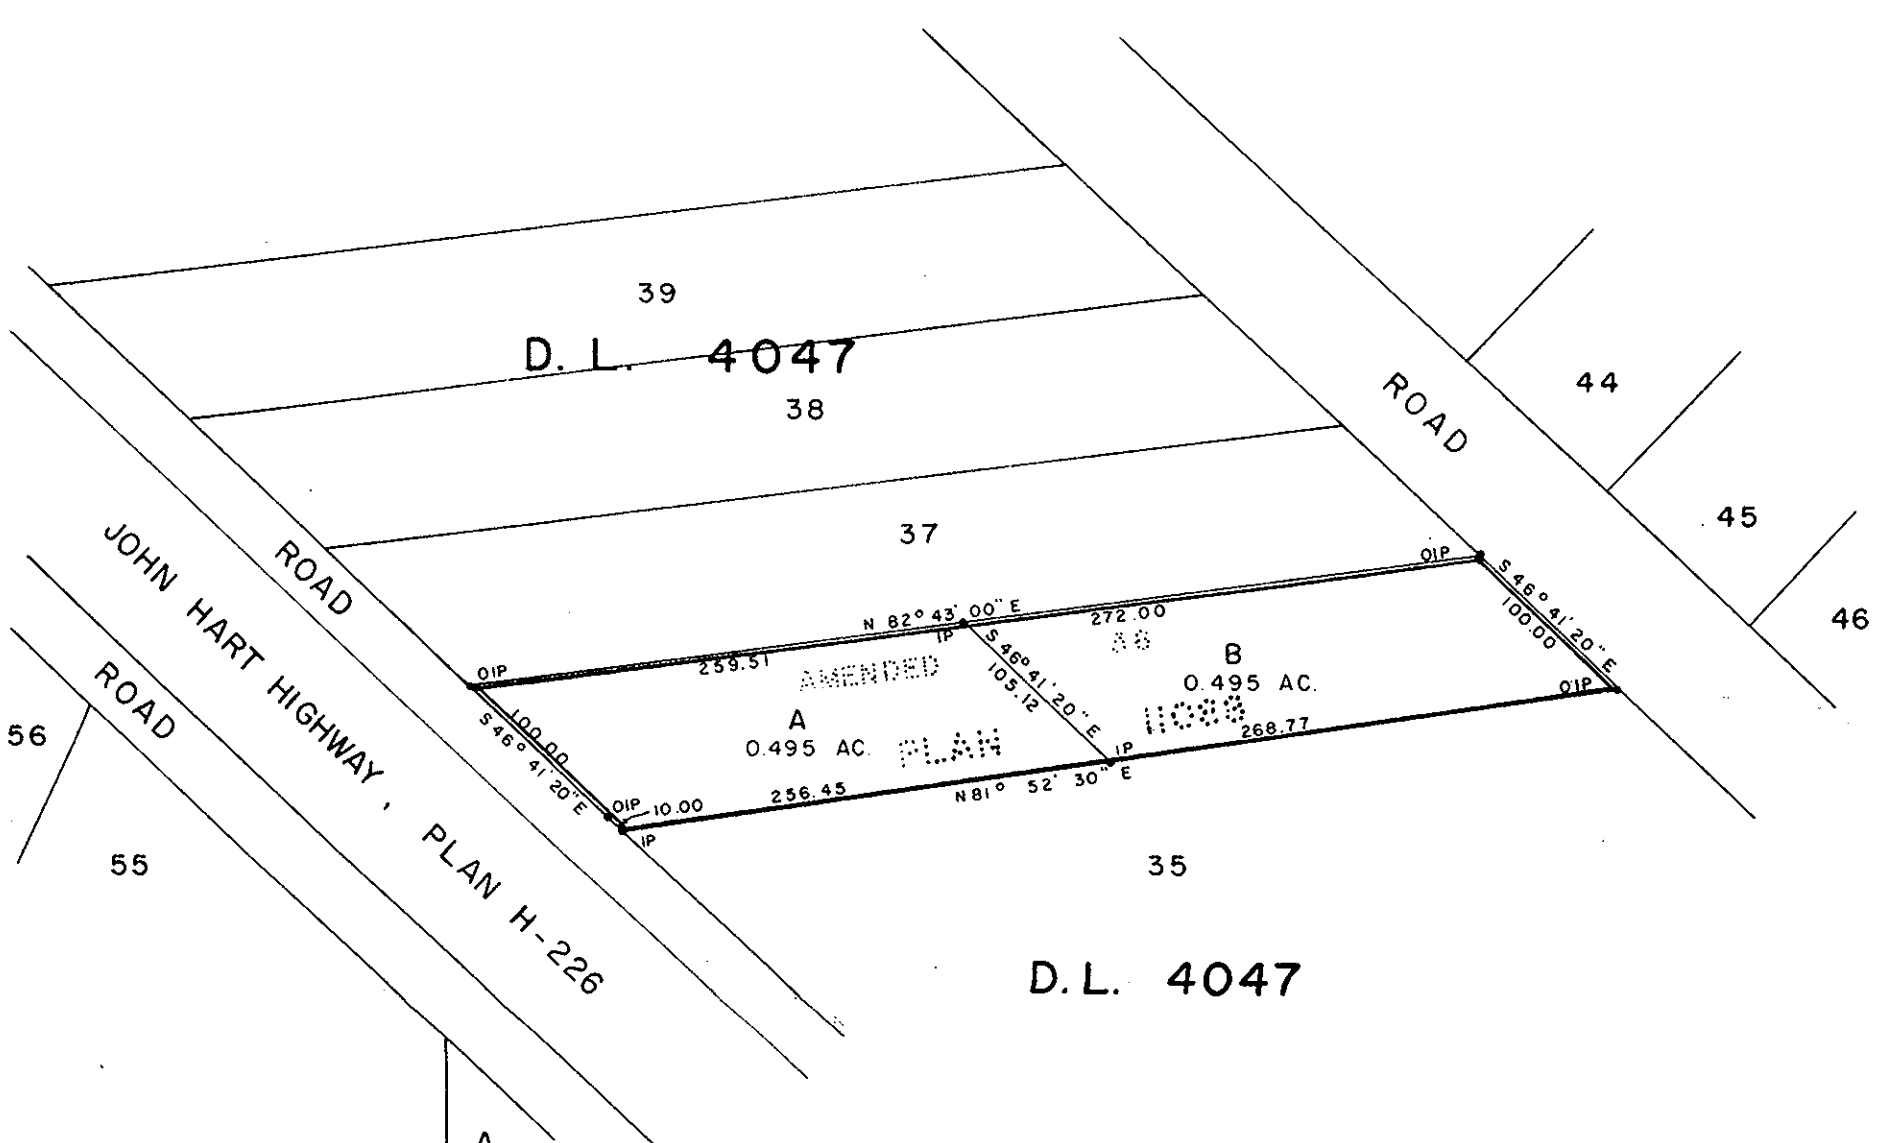 39
D. L. 4047
38
37
44
45
46
ROAD
ROAD
JOHN HART HIGHWAY, PLAN H-226
ROAD
56
55
A
OIP
N 82° 43' 00" E
259.51
272.00
OIP
IP
S 46° 41' 20" E
100.00
S 46° 41' 20" E
105.12
AMENDED
A
0.495 AC.
PLAN
B
0.495 AC.
100.00
S 46° 41' 20" E
OIP
10.00
IP
256.45
N 81° 52' 30" E
IP
268.77
OIP
35
D. L. 4047